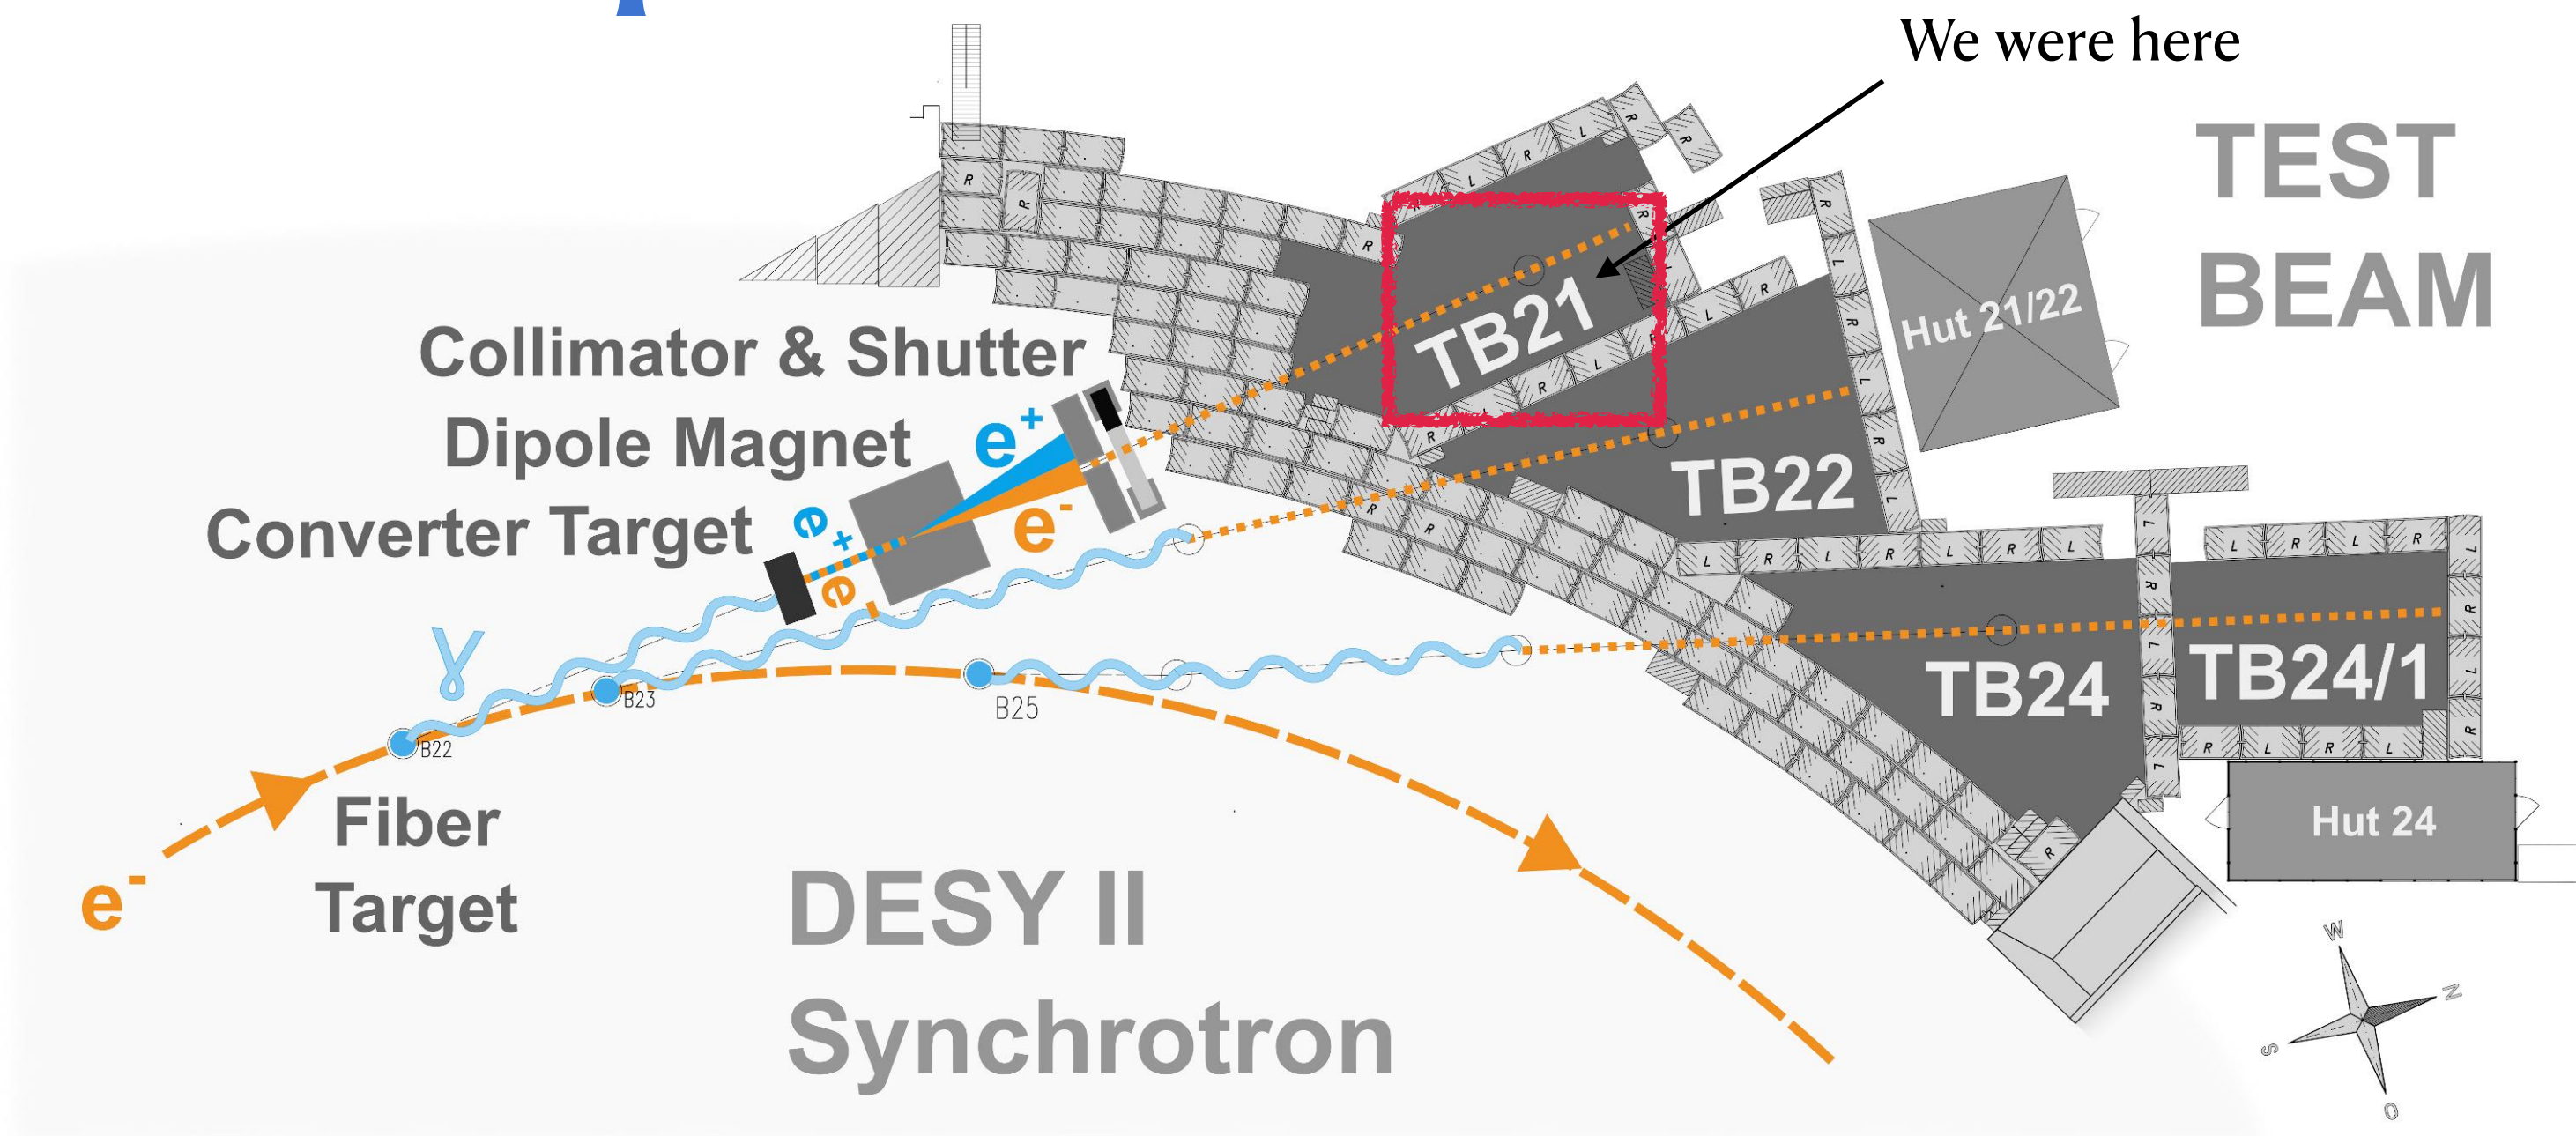 We were here
TEST
BEAM
TB21
Hut 21/22
Collimator & Shutter
Dipole Magnet
Converter Target
e+
e-
e+
e-
γ
TB22
TB24
TB24/1
Hut 24
B22
B23
B25
Fiber
Target
e-
DESY II
Synchrotron
W
N
S
O